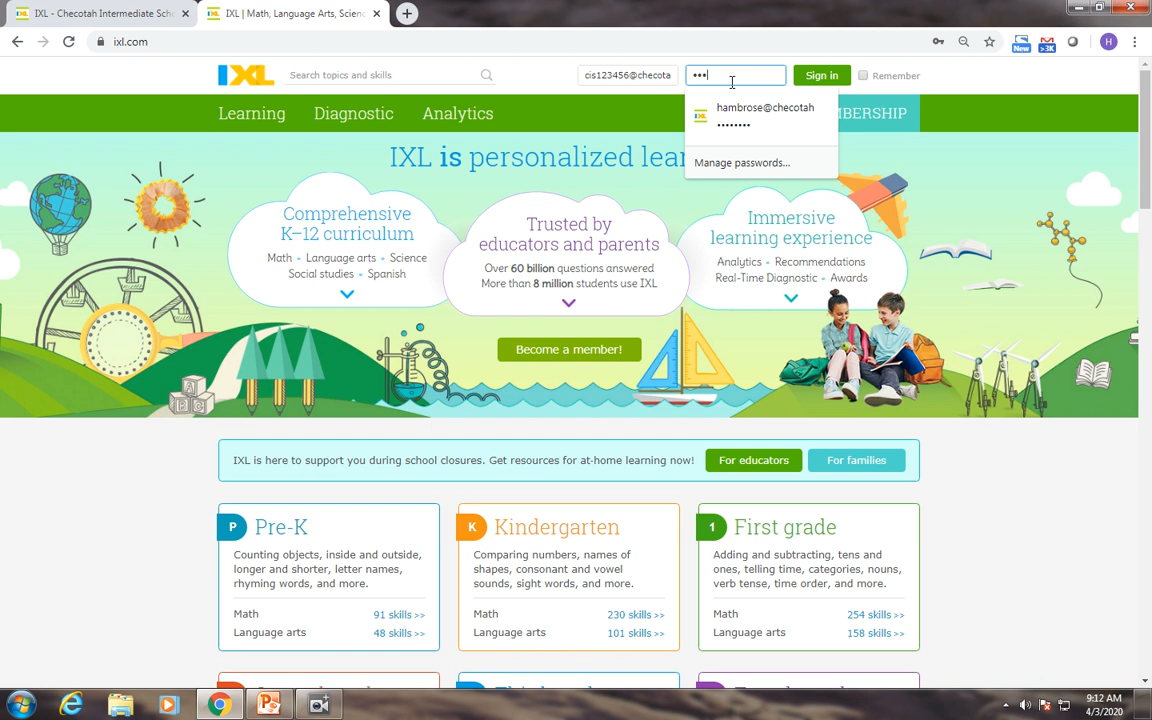 IXL - Checotah Intermediate Scho
IXL | Math, Language Arts, Scienc
ixl.com
New
>3K
H
IXL
Search topics and skills
cis123456@checota
•••
Sign in
Remember
Learning
Diagnostic
Analytics
MBERSHIP
hambrose@checotah
••••••••
Manage passwords...
IXL is personalized lea
Comprehensive
K–12 curriculum
Math • Language arts • Science
Social studies • Spanish
Trusted by
educators and parents
Over 60 billion questions answered
More than 8 million students use IXL
Immersive
learning experience
Analytics • Recommendations
Real-Time Diagnostic • Awards
Become a member!
IXL is here to support you during school closures. Get resources for at-home learning now!
For educators
For families
P
Pre-K
Counting objects, inside and outside,
longer and shorter, letter names,
rhyming words, and more.
Math 91 skills >>
Language arts 48 skills >>
K
Kindergarten
Comparing numbers, names of
shapes, consonant and vowel
sounds, sight words, and more.
Math 230 skills >>
Language arts 101 skills >>
1
First grade
Adding and subtracting, tens and
ones, telling time, categories, nouns,
verb tense, time order, and more.
Math 254 skills >>
Language arts 158 skills >>
9:12 AM
4/3/2020